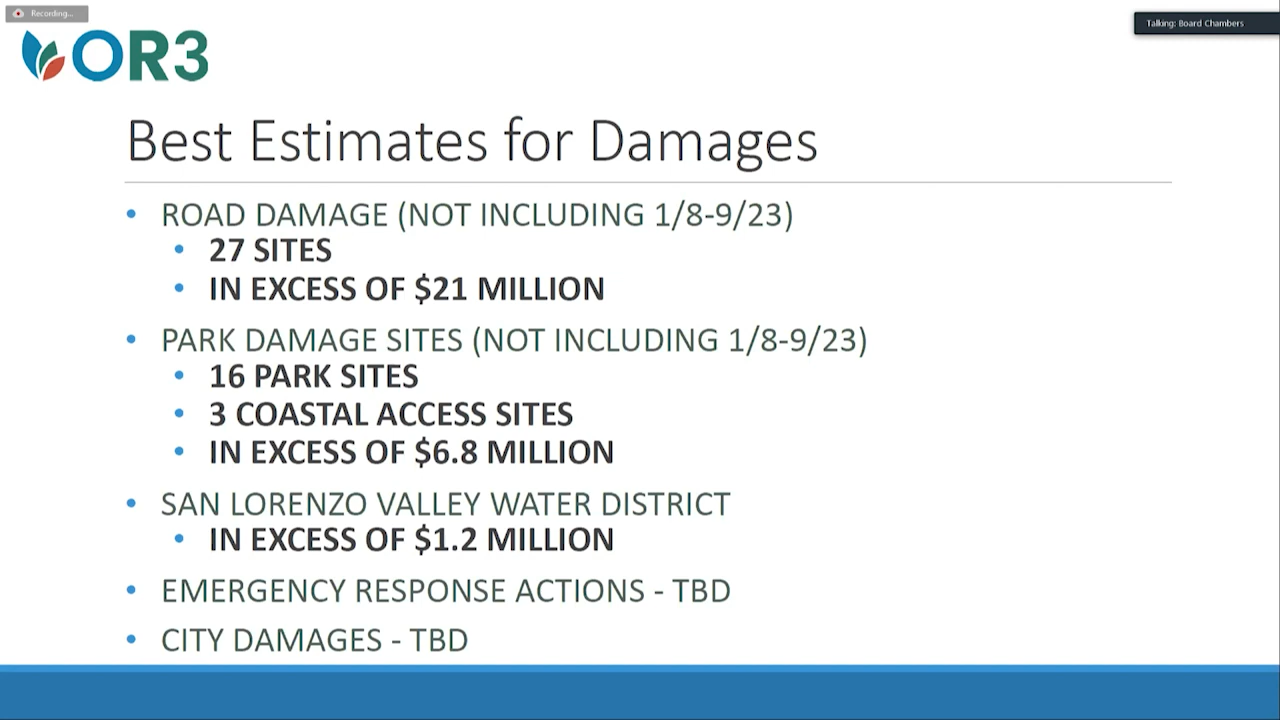 Recording...
Talking: Board Chambers
OR3
Best Estimates for Damages
• ROAD DAMAGE (NOT INCLUDING 1/8-9/23)
• 27 SITES
• IN EXCESS OF $21 MILLION
• PARK DAMAGE SITES (NOT INCLUDING 1/8-9/23)
• 16 PARK SITES
• 3 COASTAL ACCESS SITES
• IN EXCESS OF $6.8 MILLION
• SAN LORENZO VALLEY WATER DISTRICT
• IN EXCESS OF $1.2 MILLION
• EMERGENCY RESPONSE ACTIONS - TBD
• CITY DAMAGES - TBD